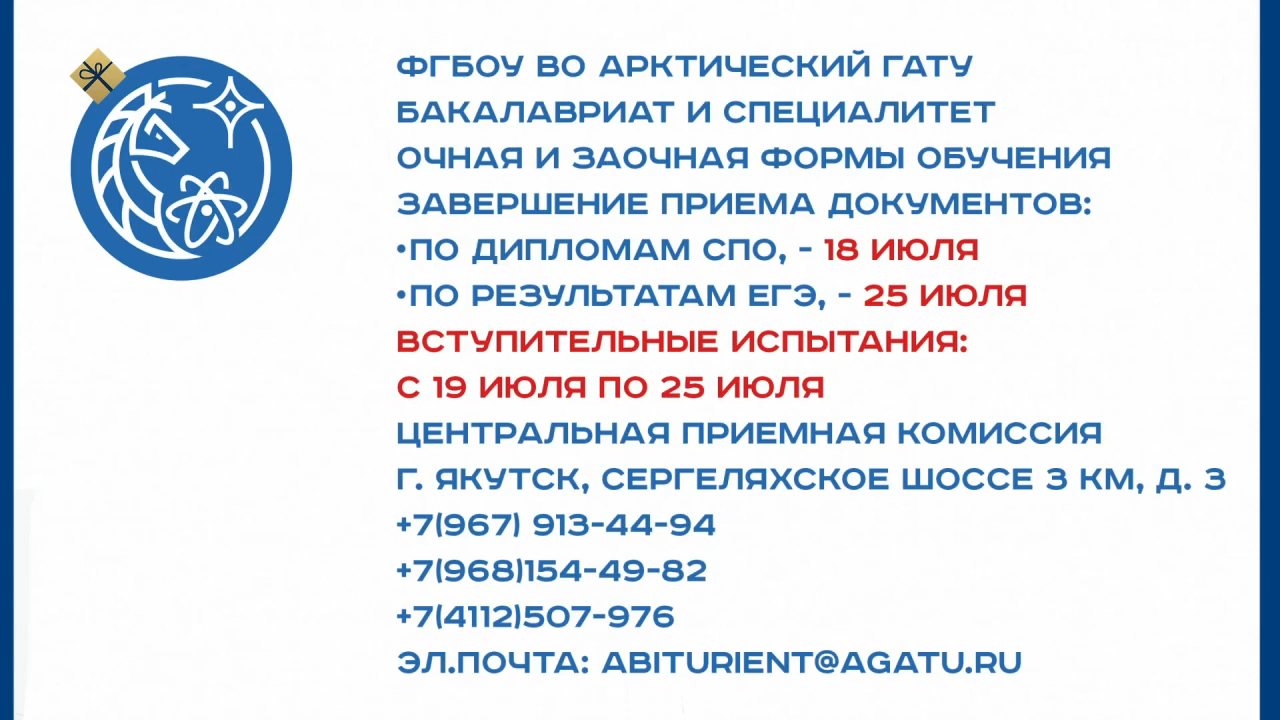 ФГБОУ ВО АРКТИЧЕСКИЙ ГАТУ
БАКАЛАВРИАТ И СПЕЦИАЛИТЕТ
ОЧНАЯ И ЗАОЧНАЯ ФОРМЫ ОБУЧЕНИЯ
ЗАВЕРШЕНИЕ ПРИЕМА ДОКУМЕНТОВ:
•ПО ДИПЛОМАМ СПО, - 18 ИЮЛЯ
•ПО РЕЗУЛЬТАТАМ ЕГЭ, - 25 ИЮЛЯ
ВСТУПИТЕЛЬНЫЕ ИСПЫТАНИЯ:
С 19 ИЮЛЯ ПО 25 ИЮЛЯ
ЦЕНТРАЛЬНАЯ ПРИЕМНАЯ КОМИССИЯ
Г. ЯКУТСК, СЕРГЕЛЯХСКОЕ ШОССЕ 3 КМ, Д. 3
+7(967) 913-44-94
+7(968)154-49-82
+7(4112)507-976
ЭЛ.ПОЧТА: ABITURIENT@AGATU.RU